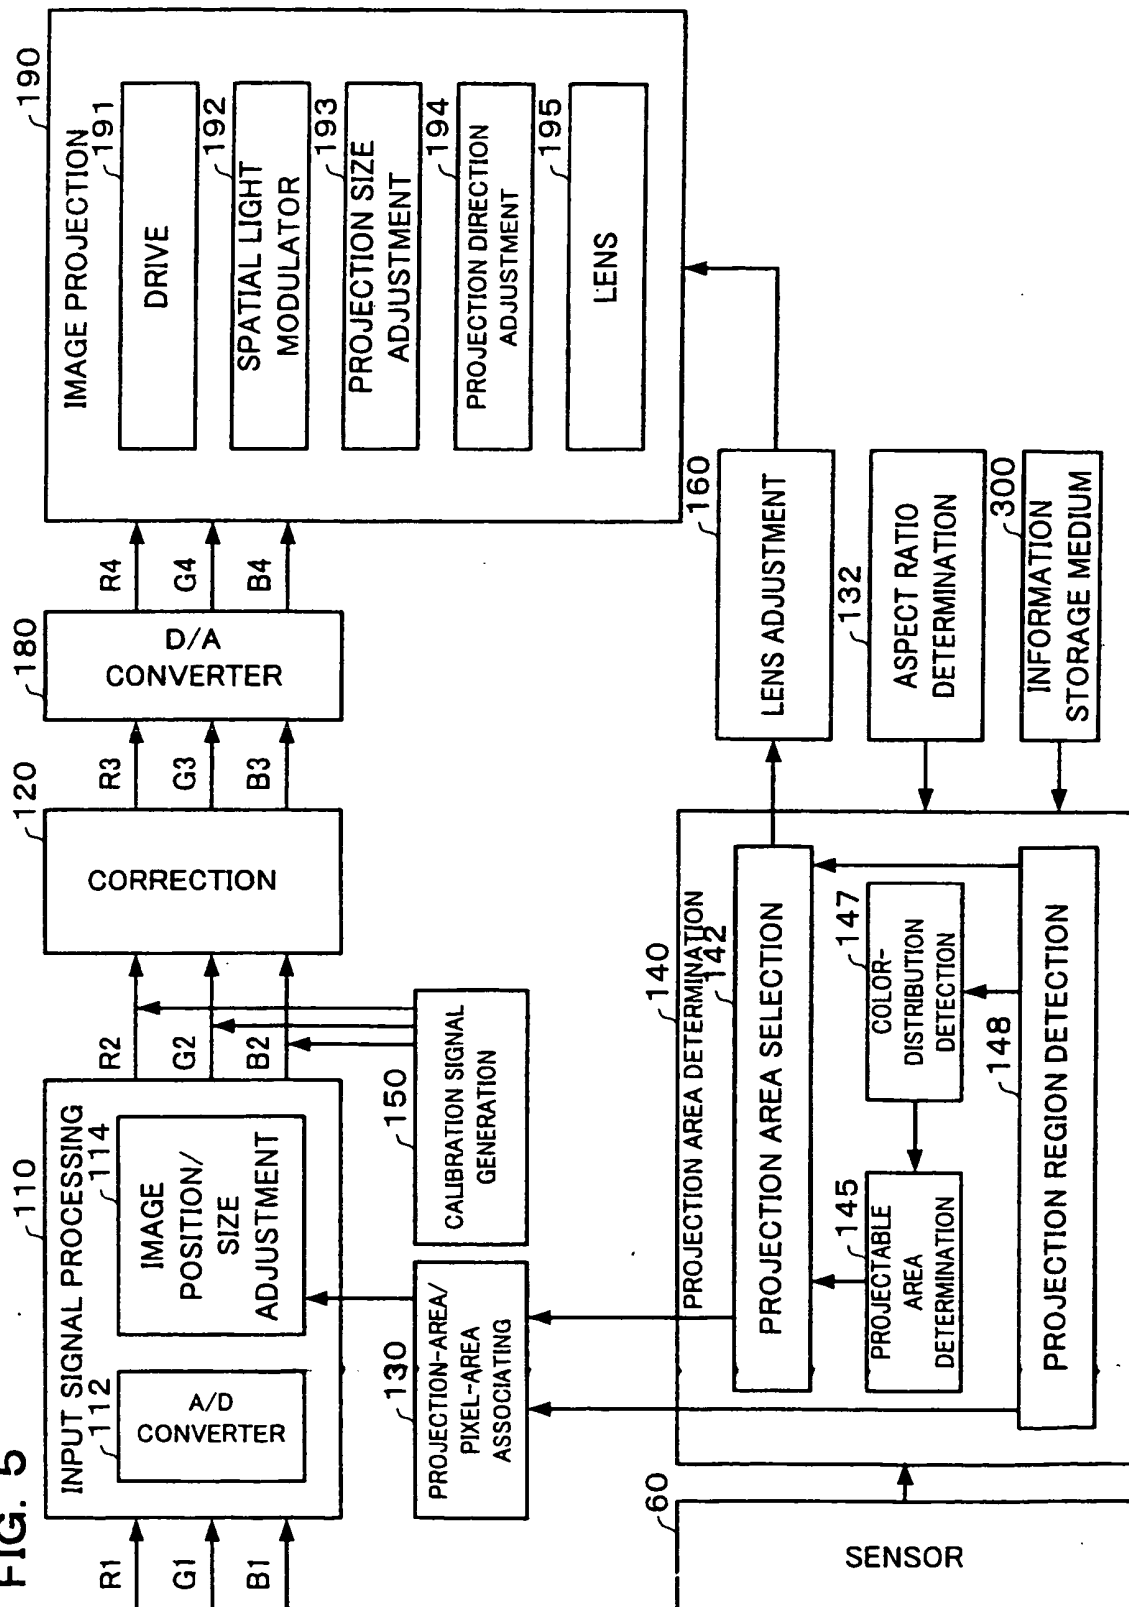 FIG. 5
R1
G1
B1
110
INPUT SIGNAL PROCESSING
112
A/D
CONVERTER
114
IMAGE
POSITION/
SIZE
ADJUSTMENT
R2
G2
B2
120
CORRECTION
R3
G3
B3
180
D/A
CONVERTER
R4
G4
B4
190
IMAGE PROJECTION
191
DRIVE
192
SPATIAL LIGHT
MODULATOR
193
PROJECTION SIZE
ADJUSTMENT
194
PROJECTION DIRECTION
ADJUSTMENT
195
LENS
130
PROJECTION-AREA/
PIXEL-AREA
ASSOCIATING
150
CALIBRATION SIGNAL
GENERATION
60
SENSOR
140
PROJECTION AREA DETERMINATION
142
PROJECTION AREA SELECTION
145
PROJECTABLE
AREA
DETERMINATION
147
COLOR-
DISTRIBUTION
DETECTION
148
PROJECTION REGION DETECTION
160
LENS ADJUSTMENT
132
ASPECT RATIO
DETERMINATION
300
INFORMATION
STORAGE MEDIUM